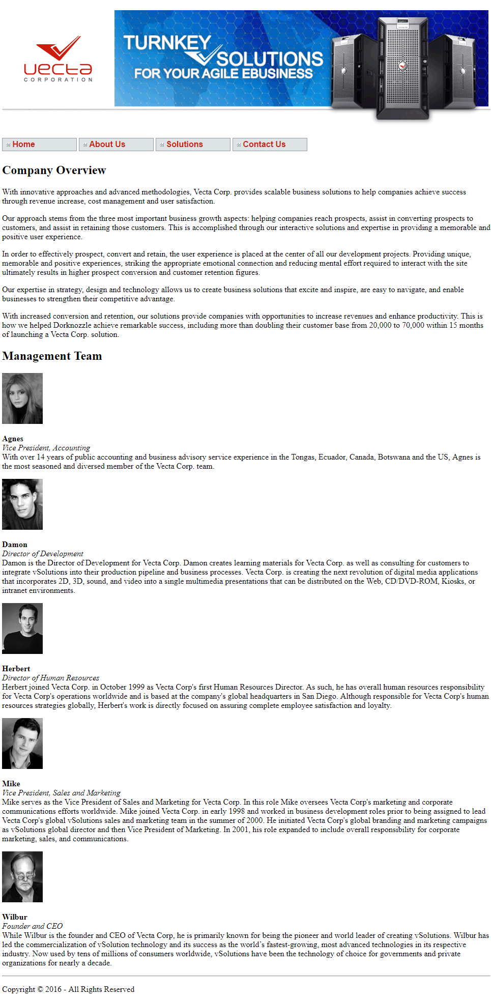 TURNKEY
SOLUTIONS
FOR YOUR AGILE EBUSINESS
vecta
CORPORATION
Home
About Us
Solutions
Contact Us
Company Overview
With innovative approaches and advanced methodologies, Vecta Corp. provides scalable business solutions to help companies achieve success
through revenue increase, cost management and user satisfaction.
Our approach stems from the three most important business growth aspects: helping companies reach prospects, assist in converting prospects to
customers, and assist in retaining those customers. This is accomplished through our interactive solutions and expertise in providing a memorable and
positive user experience.
In order to effectively prospect, convert and retain, the user experience is placed at the center of all our development projects. Providing unique,
memorable and positive experiences, striking the appropriate emotional connection and reducing mental effort required to interact with the site
ultimately results in higher prospect conversion and customer retention figures.
Our expertise in strategy, design and technology allows us to create business solutions that excite and inspire, are easy to navigate, and enable
businesses to strengthen their competitive advantage.
With increased conversion and retention, our solutions provide companies with opportunities to increase revenues and enhance productivity. This is
how we helped Dorknozzle achieve remarkable success, including more than doubling their customer base from 20,000 to 70,000 within 15 months
of launching a Vecta Corp. solution.
Management Team
Agnes
Vice President, Accounting
With over 14 years of public accounting and business advisory service experience in the Tongas, Ecuador, Canada, Botswana and the US, Agnes is
the most seasoned and diversed member of the Vecta Corp. team.
Damon
Director of Development
Damon is the Director of Development for Vecta Corp. Damon creates learning materials for Vecta Corp. as well as consulting for customers to
integrate vSolutions into their production pipeline and business processes. Vecta Corp. is creating the next revolution of digital media applications
that incorporates 2D, 3D, sound, and video into a single multimedia presentations that can be distributed on the Web, CD/DVD-ROM, Kiosks, or
intranet environments.
Herbert
Director of Human Resources
Herbert joined Vecta Corp. in October 1999 as Vecta Corp's first Human Resources Director. As such, he has overall human resources responsibility
for Vecta Corp's operations worldwide and is based at the company's global headquarters in San Diego. Although responsible for Vecta Corp's human
resources strategies globally, Herbert's work is directly focused on assuring complete employee satisfaction and loyalty.
Mike
Vice President, Sales and Marketing
Mike serves as the Vice President of Sales and Marketing for Vecta Corp. In this role Mike oversees Vecta Corp's marketing and corporate
communications efforts worldwide. Mike joined Vecta Corp. in early 1998 and worked in business development roles prior to being assigned to lead
Vecta Corp's global vSolutions sales and marketing team in the summer of 2000. He initiated Vecta Corp's global branding and marketing campaigns
as vSolutions global director and then Vice President of Marketing. In 2001, his role expanded to include overall responsibility for corporate
marketing, sales, and communications.
Wilbur
Founder and CEO
While Wilbur is the founder and CEO of Vecta Corp, he is primarily known for being the pioneer and world leader of creating vSolutions. Wilbur has
led the commercialization of vSolution technology and its success as the world’s fastest-growing, most advanced technologies in its respective
industry. Now used by tens of millions of consumers worldwide, vSolutions have been the technology of choice for governments and private
organizations for nearly a decade.
Copyright © 2016 - All Rights Reserved